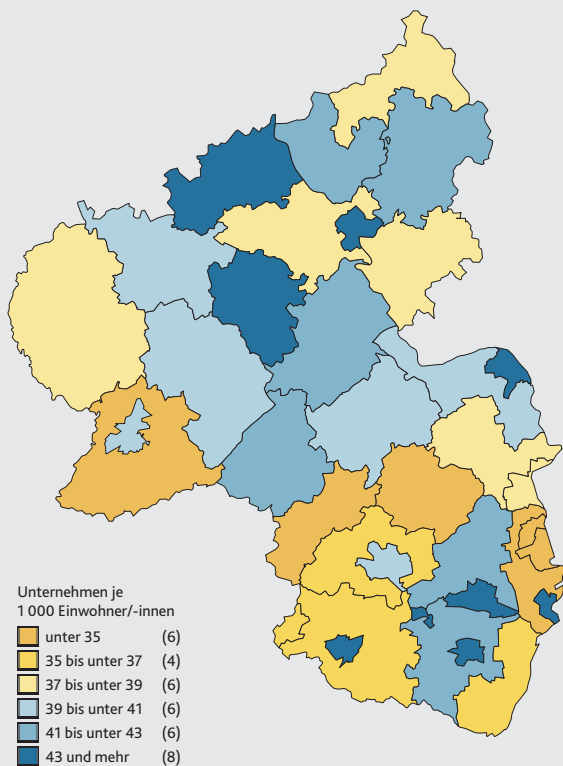 Unternehmen je
1 000 Einwohner/-innen
unter 35 (6)
35 bis unter 37 (4)
37 bis unter 39 (6)
39 bis unter 41 (6)
41 bis unter 43 (6)
43 und mehr (8)